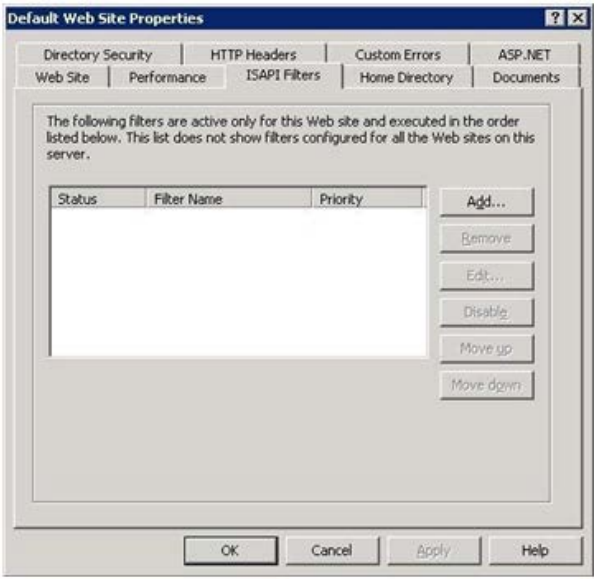 Default Web Site Properties
Directory Security HTTP Headers Custom Errors ASP.NET
Web Site Performance ISAPI Filters Home Directory Documents
The following filters are active only for this Web site and executed in the order
listed below. This list does not show filters configured for all the Web sites on this
server.
Status Filter Name Priority
Add...
Remove
Edit...
Disable
Move up
Move down
OK Cancel Apply Help